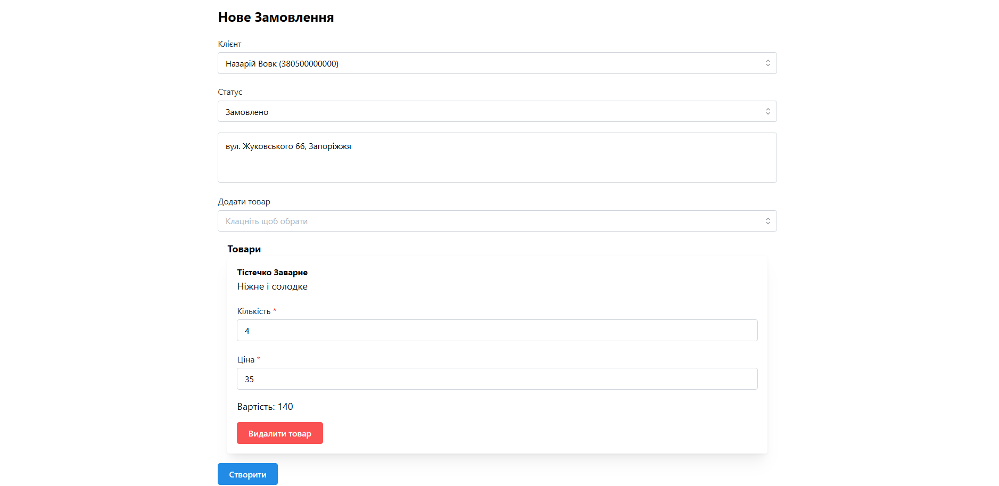 Нове Замовлення
Клієнт
Назарій Вовк (380500000000)
Статус
Замовлено
вул. Жуковського 66, Запоріжжя
Додати товар
Клацніть щоб обрати
Товари
Тістечко Заварне
Ніжне і солодке
Кількість *
4
Ціна *
35
Вартість: 140
Видалити товар
Створити